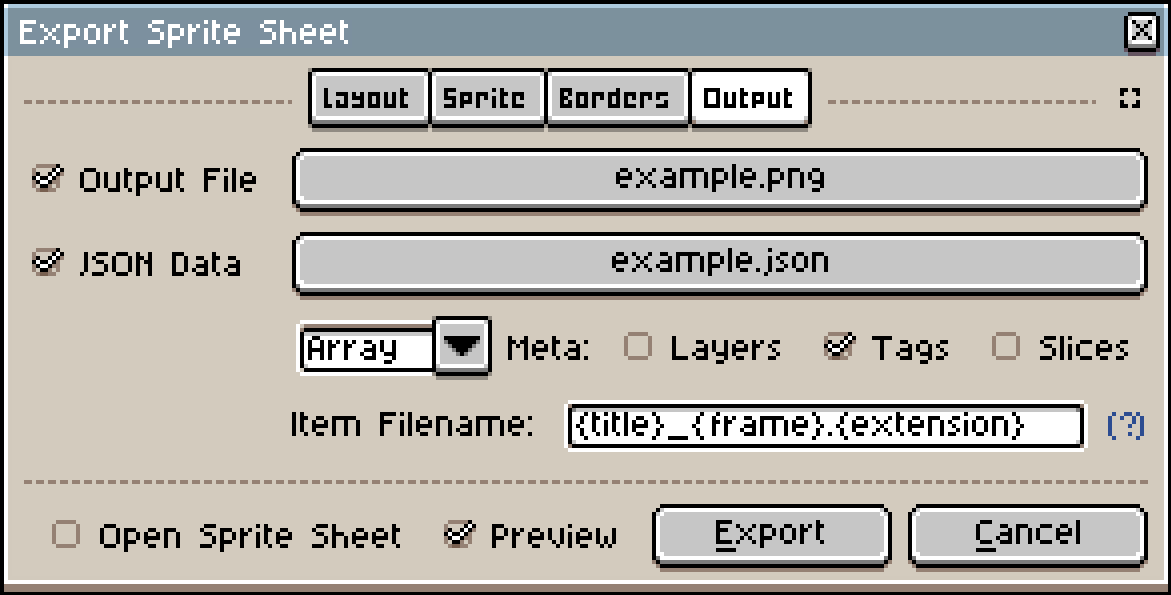 Export Sprite Sheet
Layout Sprite Borders Output
Output File example.png
JSON Data example.json
Array Meta: Layers Tags Slices
Item Filename: {title}_{frame}.{extension} (?)
Open Sprite Sheet Preview Export Cancel